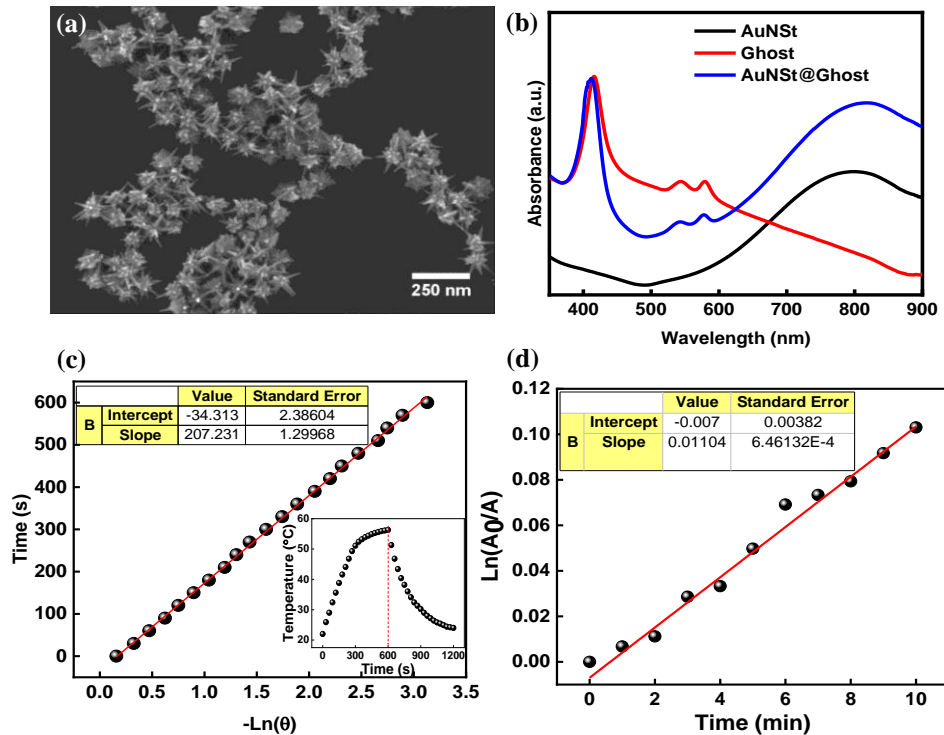 (a)
250 nm
(b)
AuNSt
Ghost
AuNSt@Ghost
Absorbance (a.u.)
400 500 600 700 800 900
Wavelength (nm)
(c)
Value Standard Error
B Intercept -34.313 2.38604
Slope 207.231 1.29968
Time (s)
600
500
400
300
200
100
0
0.0 0.5 1.0 1.5 2.0 2.5 3.0 3.5
-Ln(θ)
Temperature (°C)
60
40
20
0 300 600 900 1200
Time (s)
(d)
Value Standard Error
B Intercept -0.007 0.00382
Slope 0.01104 6.46132E-4
Ln(A0/A)
0.12
0.10
0.08
0.06
0.04
0.02
0.00
0 2 4 6 8 10
Time (min)